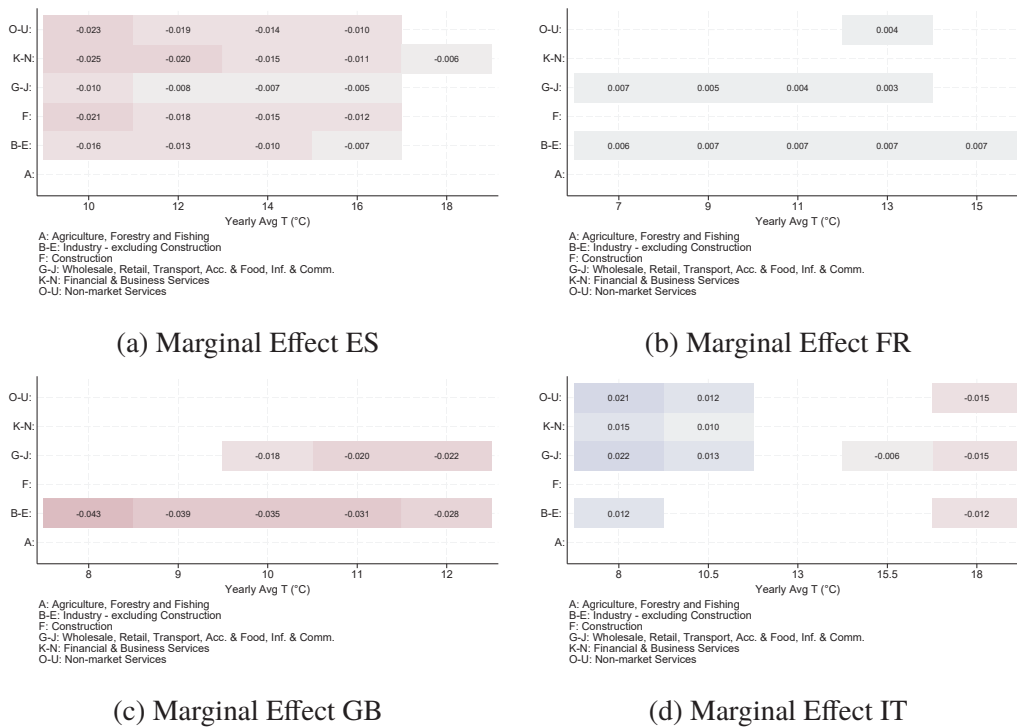 O-U: -0.023 -0.019 -0.014 -0.010
K-N: -0.025 -0.020 -0.015 -0.011 -0.006
G-J: -0.010 -0.008 -0.007 -0.005
F: -0.021 -0.018 -0.015 -0.012
B-E: -0.016 -0.013 -0.010 -0.007
A:
10 12 14 16 18
Yearly Avg T (°C)
A: Agriculture, Forestry and Fishing
B-E: Industry - excluding Construction
F: Construction
G-J: Wholesale, Retail, Transport, Acc. & Food, Inf. & Comm.
K-N: Financial & Business Services
O-U: Non-market Services
(a) Marginal Effect ES
O-U: 0.004
K-N:
G-J: 0.007 0.005 0.004 0.003
F:
B-E: 0.006 0.007 0.007 0.007 0.007
A:
7 9 11 13 15
Yearly Avg T (°C)
A: Agriculture, Forestry and Fishing
B-E: Industry - excluding Construction
F: Construction
G-J: Wholesale, Retail, Transport, Acc. & Food, Inf. & Comm.
K-N: Financial & Business Services
O-U: Non-market Services
(b) Marginal Effect FR
O-U:
K-N:
G-J: -0.018 -0.020 -0.022
F:
B-E: -0.043 -0.039 -0.035 -0.031 -0.028
A:
8 9 10 11 12
Yearly Avg T (°C)
A: Agriculture, Forestry and Fishing
B-E: Industry - excluding Construction
F: Construction
G-J: Wholesale, Retail, Transport, Acc. & Food, Inf. & Comm.
K-N: Financial & Business Services
O-U: Non-market Services
(c) Marginal Effect GB
O-U: 0.021 0.012 -0.015
K-N: 0.015 0.010
G-J: 0.022 0.013 -0.006 -0.015
F:
B-E: 0.012 -0.012
A:
8 10.5 13 15.5 18
Yearly Avg T (°C)
A: Agriculture, Forestry and Fishing
B-E: Industry - excluding Construction
F: Construction
G-J: Wholesale, Retail, Transport, Acc. & Food, Inf. & Comm.
K-N: Financial & Business Services
O-U: Non-market Services
(d) Marginal Effect IT